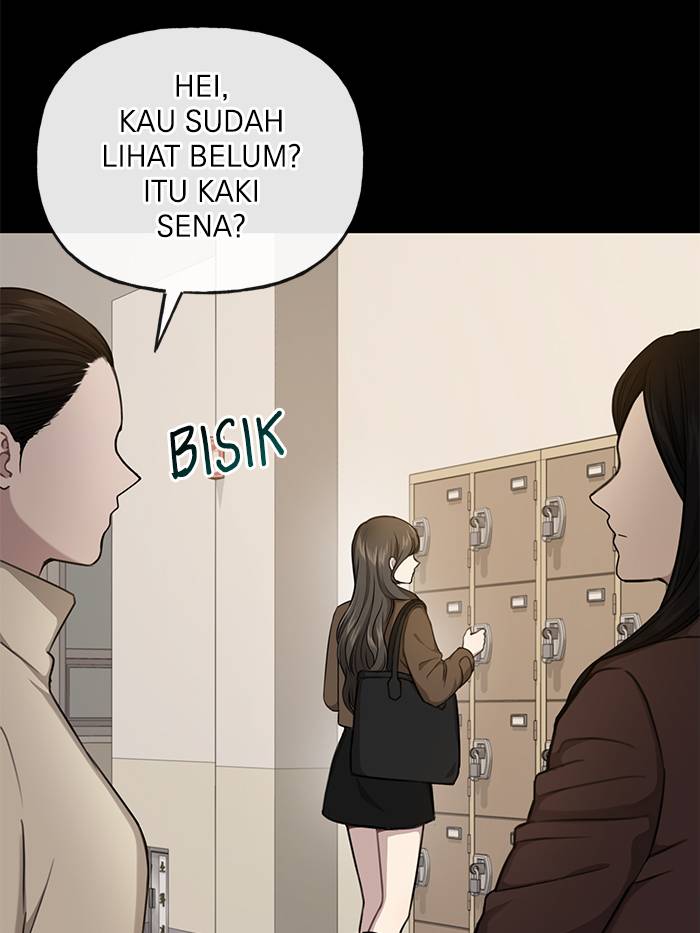 HEI,
KAU SUDAH
LIHAT BELUM?
ITU KAKI
SENA?
BISIK